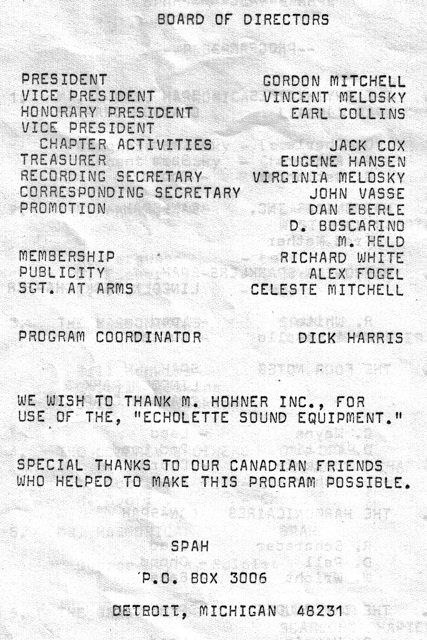 BOARD OF DIRECTORS
PRESIDENT GORDON MITCHELL
VICE PRESIDENT VINCENT MELOSKY
HONORARY PRESIDENT EARL COLLINS
VICE PRESIDENT
CHAPTER ACTIVITIES JACK COX
TREASURER EUGENE HANSEN
RECORDING SECRETARY VIRGINIA MELOSKY
CORRESPONDING SECRETARY JOHN VASSE
PROMOTION DAN EBERLE
D. BOSCARINO
M. HELD
MEMBERSHIP RICHARD WHITE
PUBLICITY ALEX FOGEL
SGT. AT ARMS CELESTE MITCHELL
PROGRAM COORDINATOR DICK HARRIS
WE WISH TO THANK M. HOHNER INC., FOR
USE OF THE, "ECHOLETTE SOUND EQUIPMENT."
SPECIAL THANKS TO OUR CANADIAN FRIENDS
WHO HELPED TO MAKE THIS PROGRAM POSSIBLE.
SPAH
P.O. BOX 3006
DETROIT, MICHIGAN 48231